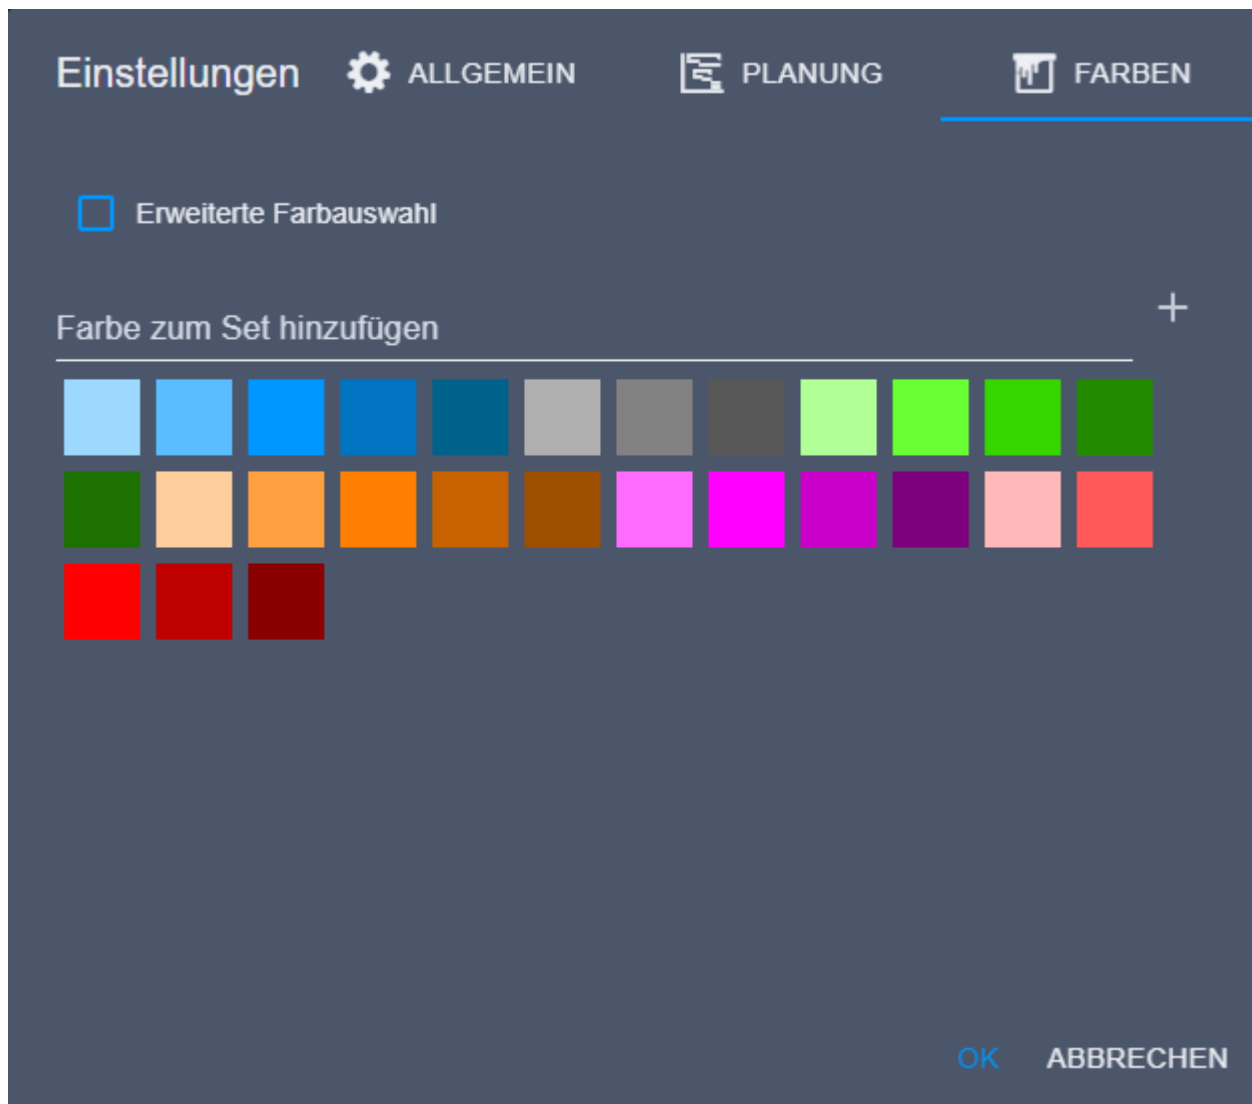 Einstellungen ALLGEMEIN PLANUNG FARBEN
Erweiterte Farbauswahl
Farbe zum Set hinzufügen +
OK ABBRECHEN